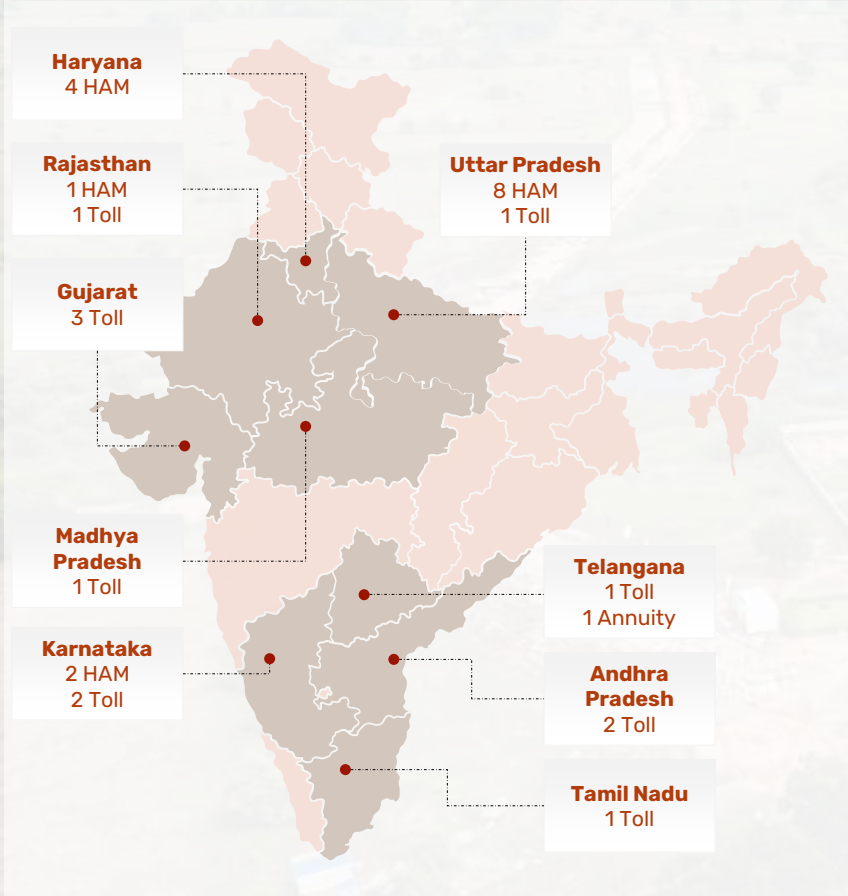 Haryana
4 HAM
Rajasthan
1 HAM
1 Toll
Uttar Pradesh
8 HAM
1 Toll
Gujarat
3 Toll
Madhya
Pradesh
1 Toll
Karnataka
2 HAM
2 Toll
Telangana
1 Toll
1 Annuity
Andhra
Pradesh
2 Toll
Tamil Nadu
1 Toll